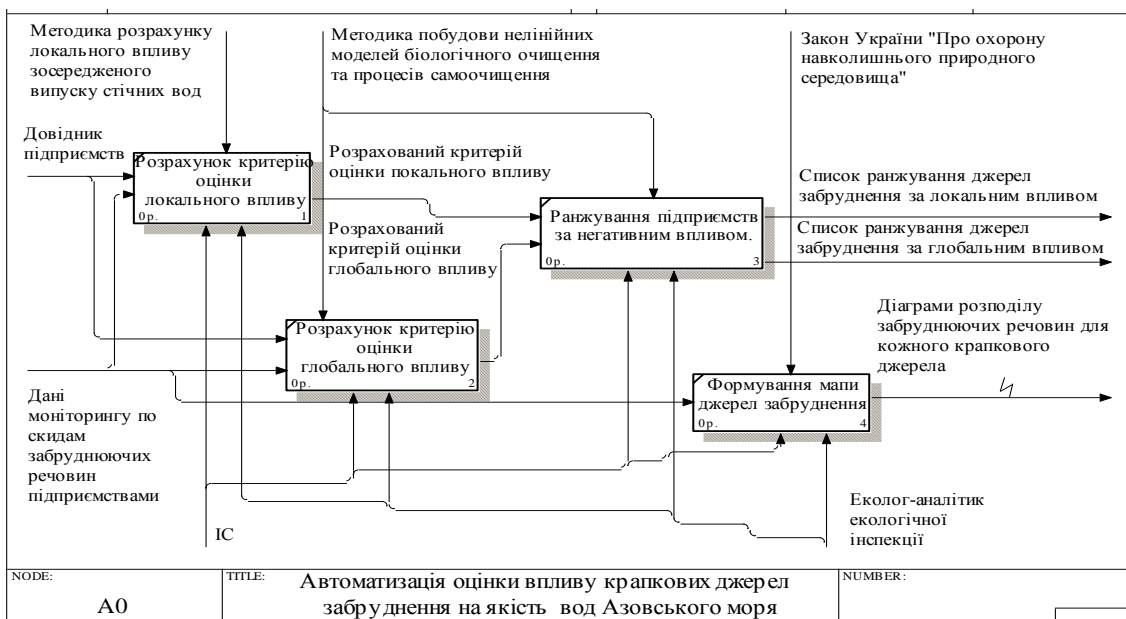 Методика розрахунку
локального впливу
зосередженого
випуску стічних вод
Методика побудови нелінійних
моделей біологічного очищення
та процесів самоочищення
Закон України "Про охорону
навколишнього природного
середовища"
Довідник
підприємств
Розрахунок критерію
оцінки
локального впливу
0р.
1
Розрахований критерій
оцінки покального впливу
Розрахований
критерій оцінки
глобального впливу
Ранжування підприємств
за негативним впливом.
0р.
3
Список ранжування джерел
забруднення за локальним впливом
Список ранжування джерел
забруднення за глобальним впливом
Розрахунок критерію
оцінки
глобального впливу
0р.
2
Діаграми розподілу
забруднюючих речовин для
кожного крапкового
джерела
Формування мапи
джерел забруднення
0р.
4
Дані
моніторингу по
скидам
забруднюючих
речовин
підприємствами
ІС
Еколог-аналітик
екологічної
інспекції
NODE:
A0
TITLE:
Автоматизація оцінки впливу крапкових джерел
забруднення на якість вод Азовського моря
NUMBER: